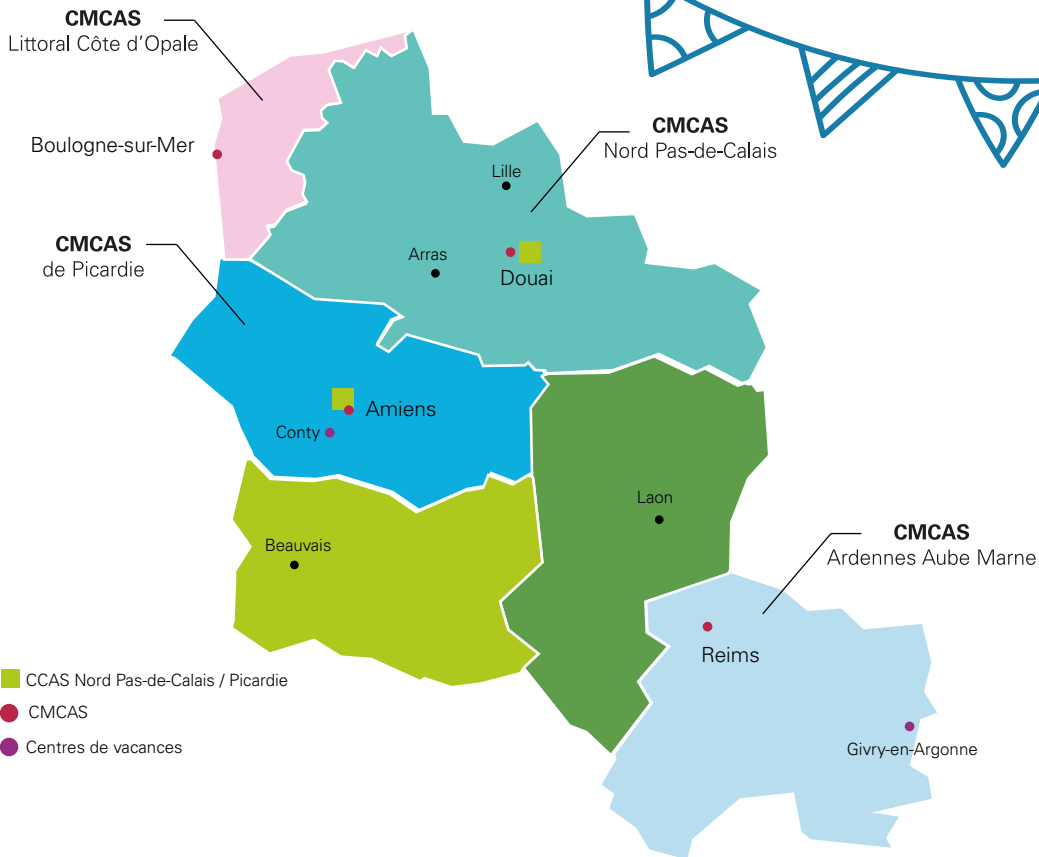 CMCAS
Littoral Côte d'Opale
Boulogne-sur-Mer
CMCAS
Nord Pas-de-Calais
Lille
Arras
Douai
CMCAS
de Picardie
Amiens
Conty
Laon
Beauvais
CMCAS
Ardennes Aube Marne
Reims
Givry-en-Argonne
CCAS Nord Pas-de-Calais / Picardie
CMCAS
Centres de vacances